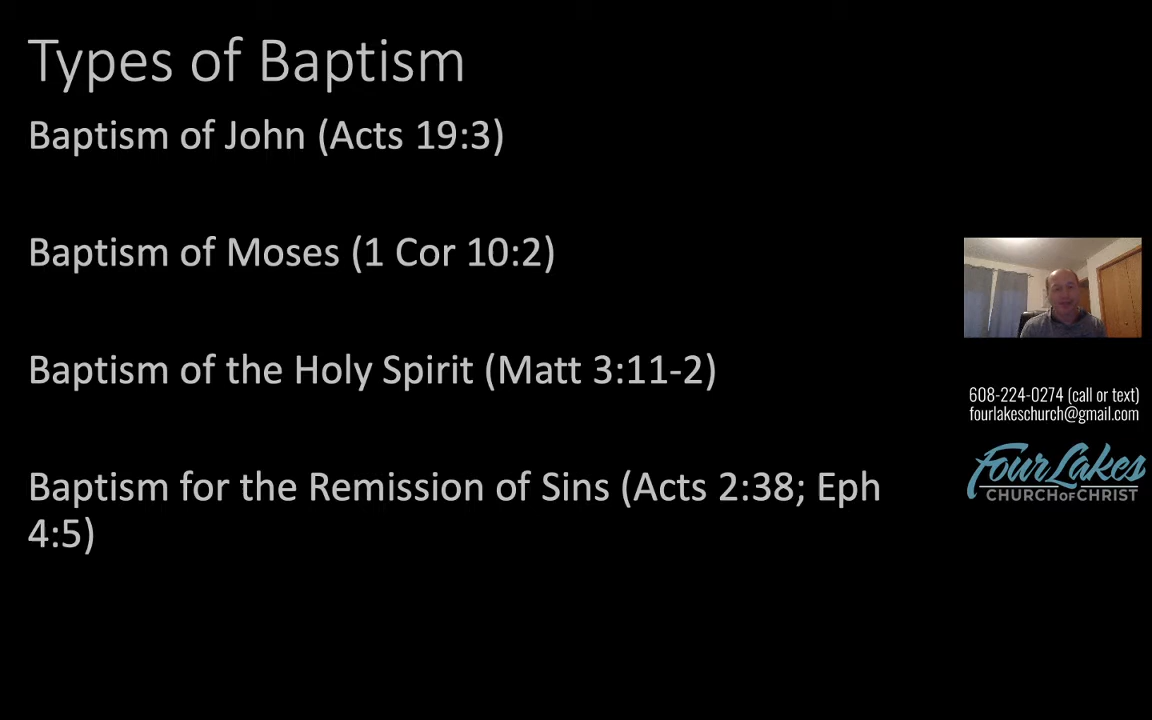 Types of Baptism
Baptism of John (Acts 19:3)
Baptism of Moses (1 Cor 10:2)
Baptism of the Holy Spirit (Matt 3:11-2)
Baptism for the Remission of Sins (Acts 2:38; Eph
4:5)
608-224-0274 (call or text)
fourlakeschurch@gmail.com
Four Lakes
CHURCH OF CHRIST